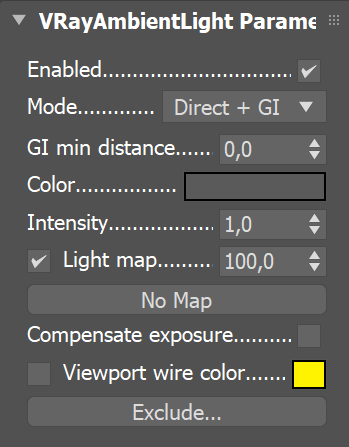 VRayAmbientLight Parame
Enabled....................................
Mode............. Direct + GI
GI min distance...... 0,0
Color.................
Intensity................. 1,0
Light map......... 100,0
No Map
Compensate exposure..........
Viewport wire color.......
Exclude...